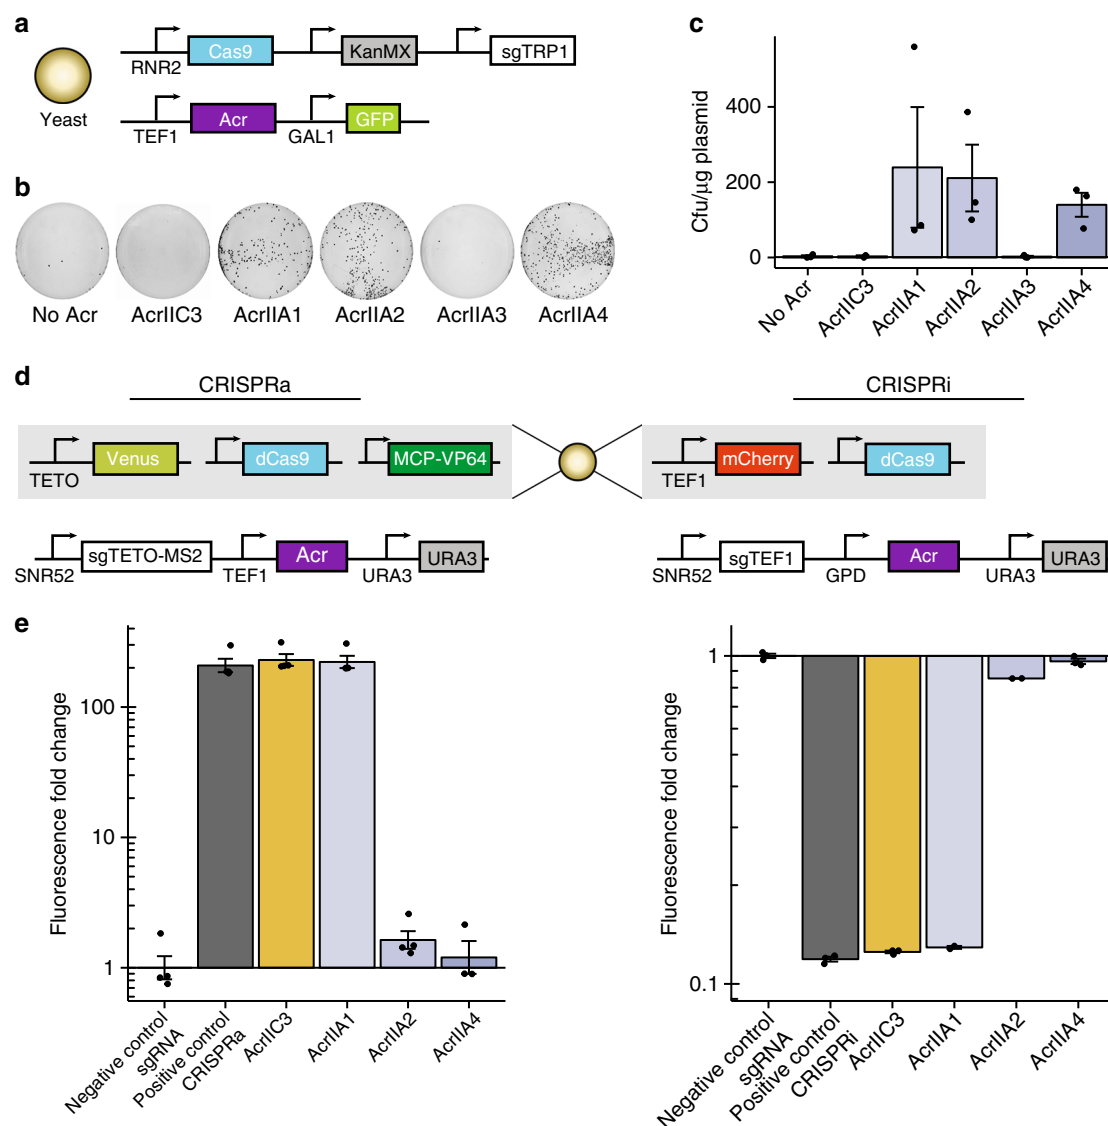 a
Yeast
RNR2
Cas9
KanMX
sgTRP1
TEF1
Acr
GAL1
GFP
b
No Acr
AcrIIC3
AcrIIA1
AcrIIA2
AcrIIA3
AcrIIA4
c
Cfu/μg plasmid
400
200
0
No Acr
AcrIIC3
AcrIIA1
AcrIIA2
AcrIIA3
AcrIIA4
d
CRISPRa
TETO
Venus
dCas9
MCP-VP64
SNR52
sgTETO-MS2
TEF1
Acr
URA3
URA3
CRISPRi
TEF1
mCherry
dCas9
SNR52
sgTEF1
GPD
Acr
URA3
URA3
e
Fluorescence fold change
100
10
1
Negative control
sgRNA
Positive control
CRISPRa
AcrIIC3
AcrIIA1
AcrIIA2
AcrIIA4
Fluorescence fold change
1
0.1
Negative control
sgRNA
Positive control
CRISPRi
AcrIIC3
AcrIIA1
AcrIIA2
AcrIIA4